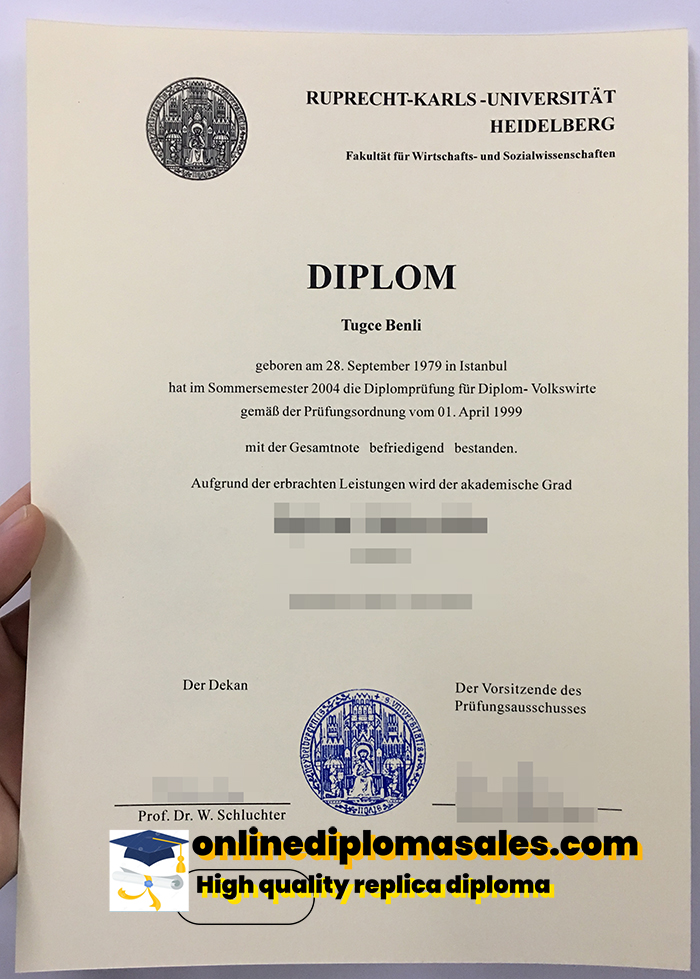 RUPRECHT-KARLS-UNIVERSITÄT
HEIDELBERG
Fakultät für Wirtschafts- und Sozialwissenschaften
DIPLOM
Tugce Benli
geboren am 28. September 1979 in Istanbul
hat im Sommersemester 2004 die Diplomprüfung für Diplom- Volkswirte
gemäß der Prüfungsordnung vom 01. April 1999
mit der Gesamtnote befriedigend bestanden.
Aufgrund der erbrachten Leistungen wird der akademische Grad
Der Dekan
Der Vorsitzende des
Prüfungsausschusses
Prof. Dr. W. Schluchter
onlinediplomasales.com
High quality replica diploma